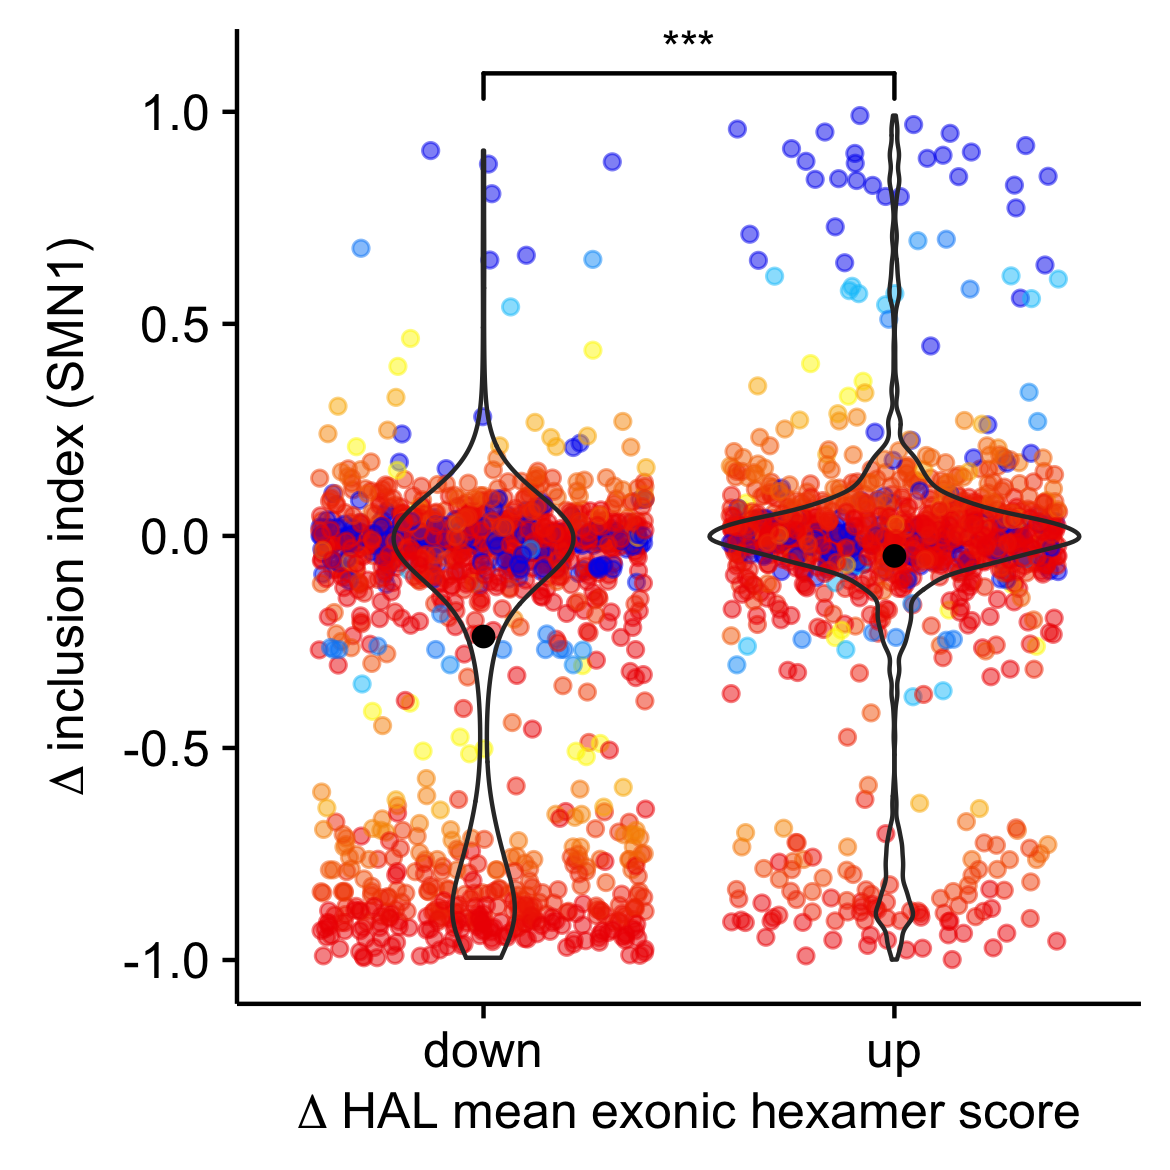 ***
1.0
0.5
0.0
-0.5
-1.0
Δ inclusion index (SMN1)
down
up
Δ HAL mean exonic hexamer score